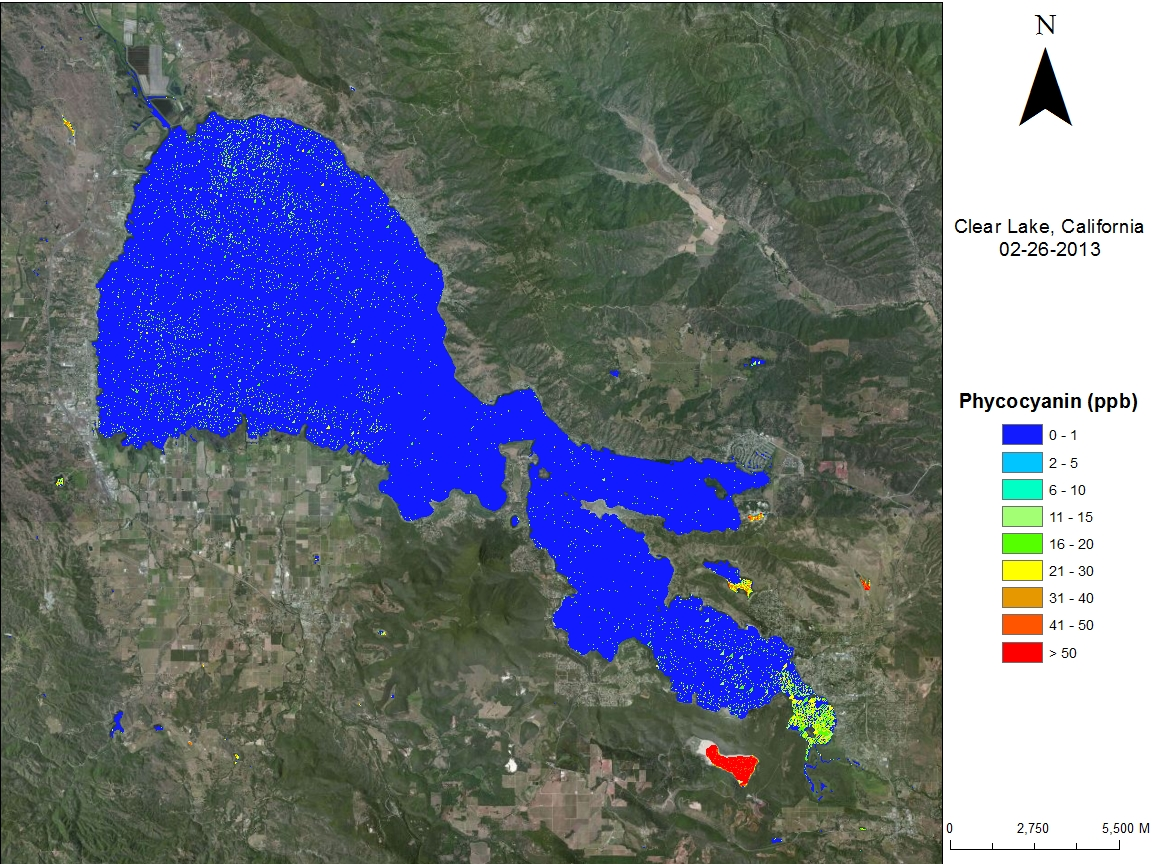 N
Clear Lake, California
02-26-2013
Phycocyanin (ppb)
0 - 1
2 - 5
6 - 10
11 - 15
16 - 20
21 - 30
31 - 40
41 - 50
> 50
0 2,750 5,500 M